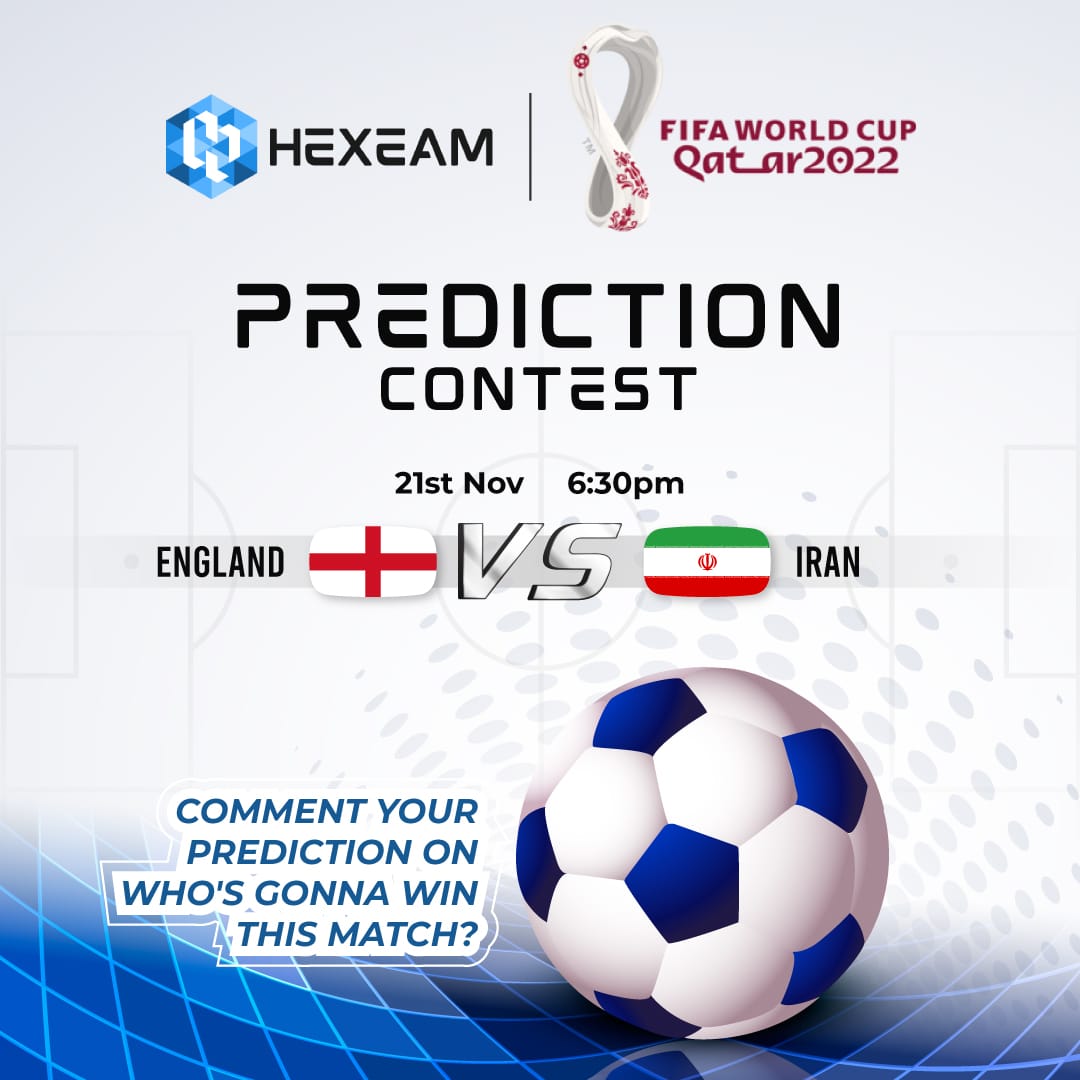 HEXEAM
FIFA WORLD CUP
Qatar2022
TM
PREDICTION
CONTEST
21st Nov 6:30pm
ENGLAND VS IRAN
COMMENT YOUR
PREDICTION ON
WHO'S GONNA WIN
THIS MATCH?